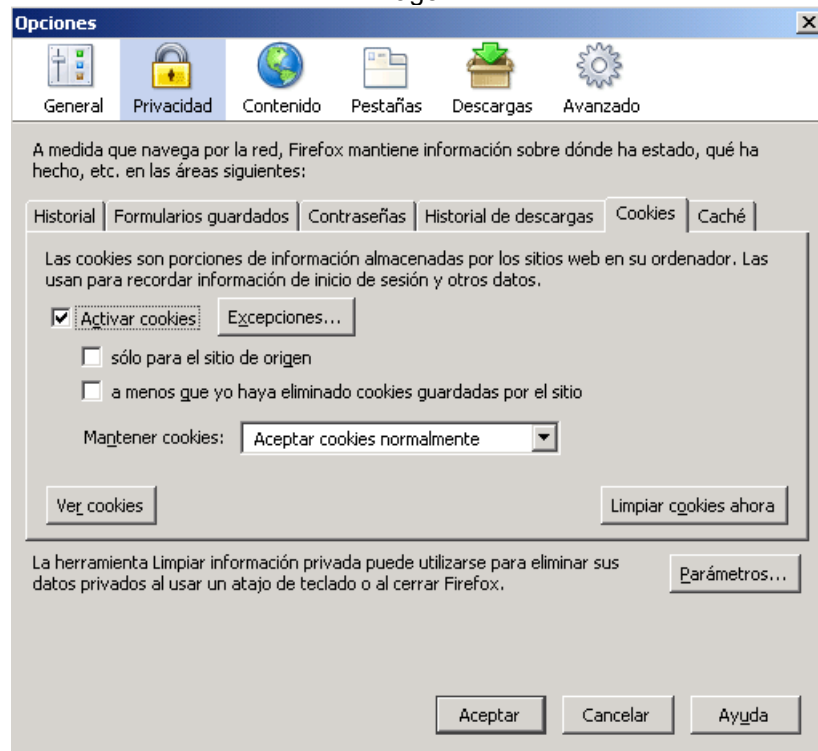 Opciones
General Privacidad Contenido Pestañas Descargas Avanzado
A medida que navega por la red, Firefox mantiene información sobre dónde ha estado, qué ha
hecho, etc. en las áreas siguientes:
Historial Formularios guardados Contraseñas Historial de descargas Cookies Caché
Las cookies son porciones de información almacenadas por los sitios web en su ordenador. Las
usan para recordar información de inicio de sesión y otros datos.
Activar cookies Excepciones...
sólo para el sitio de origen
a menos que yo haya eliminado cookies guardadas por el sitio
Mantener cookies: Aceptar cookies normalmente
Ver cookies Limpiar cookies ahora
La herramienta Limpiar información privada puede utilizarse para eliminar sus
datos privados al usar un atajo de teclado o al cerrar Firefox.
Parámetros...
Aceptar Cancelar Ayuda